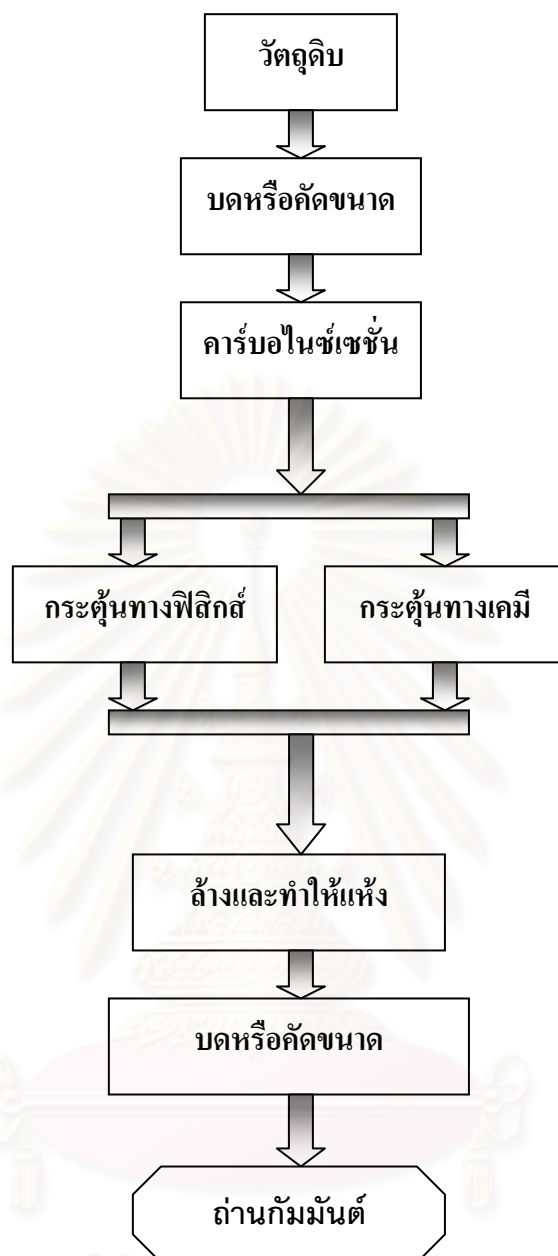 วัตถุดิบ
บดหรือคัดขนาด
คาร์บอไนซ์เซชั่น
กระตุ้นทางฟิสิกส์
กระตุ้นทางเคมี
ล้างและทำให้แห้ง
บดหรือคัดขนาด
ถ่านกัมมันต์